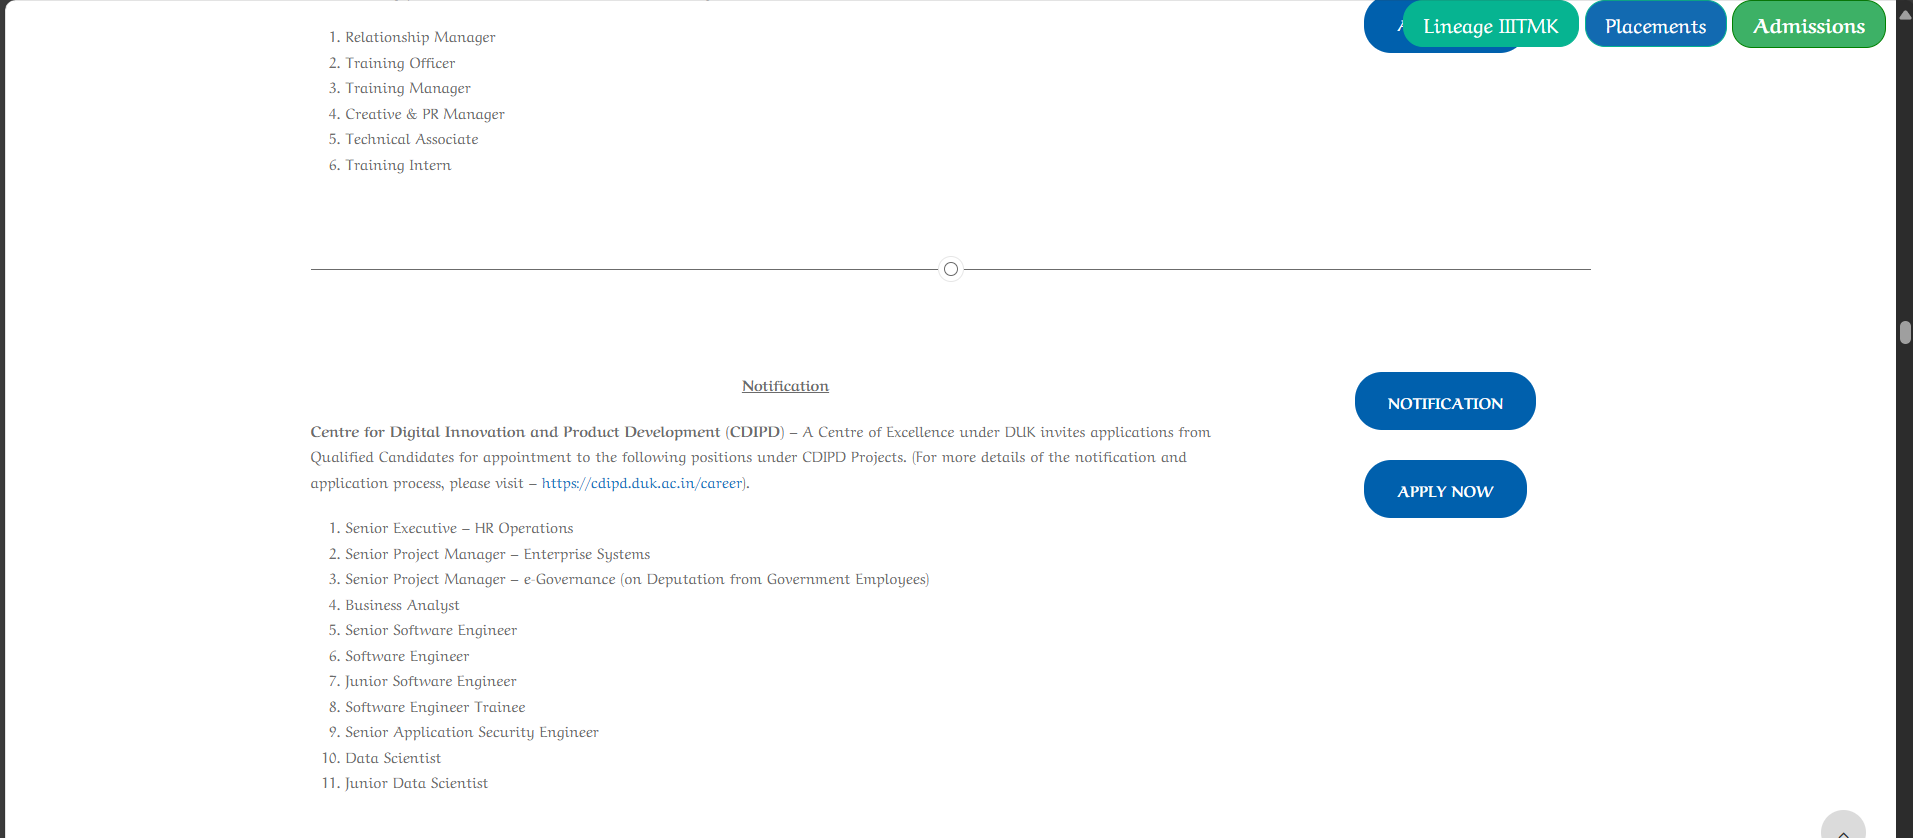 Lineage IIITMK
Placements
Admissions
1. Relationship Manager
2. Training Officer
3. Training Manager
4. Creative & PR Manager
5. Technical Associate
6. Training Intern
Notification
Centre for Digital Innovation and Product Development (CDIPD) – A Centre of Excellence under DUK invites applications from
Qualified Candidates for appointment to the following positions under CDIPD Projects. (For more details of the notification and
application process, please visit – https://cdipd.duk.ac.in/career).
NOTIFICATION
APPLY NOW
1. Senior Executive – HR Operations
2. Senior Project Manager – Enterprise Systems
3. Senior Project Manager – e-Governance (on Deputation from Government Employees)
4. Business Analyst
5. Senior Software Engineer
6. Software Engineer
7. Junior Software Engineer
8. Software Engineer Trainee
9. Senior Application Security Engineer
10. Data Scientist
11. Junior Data Scientist